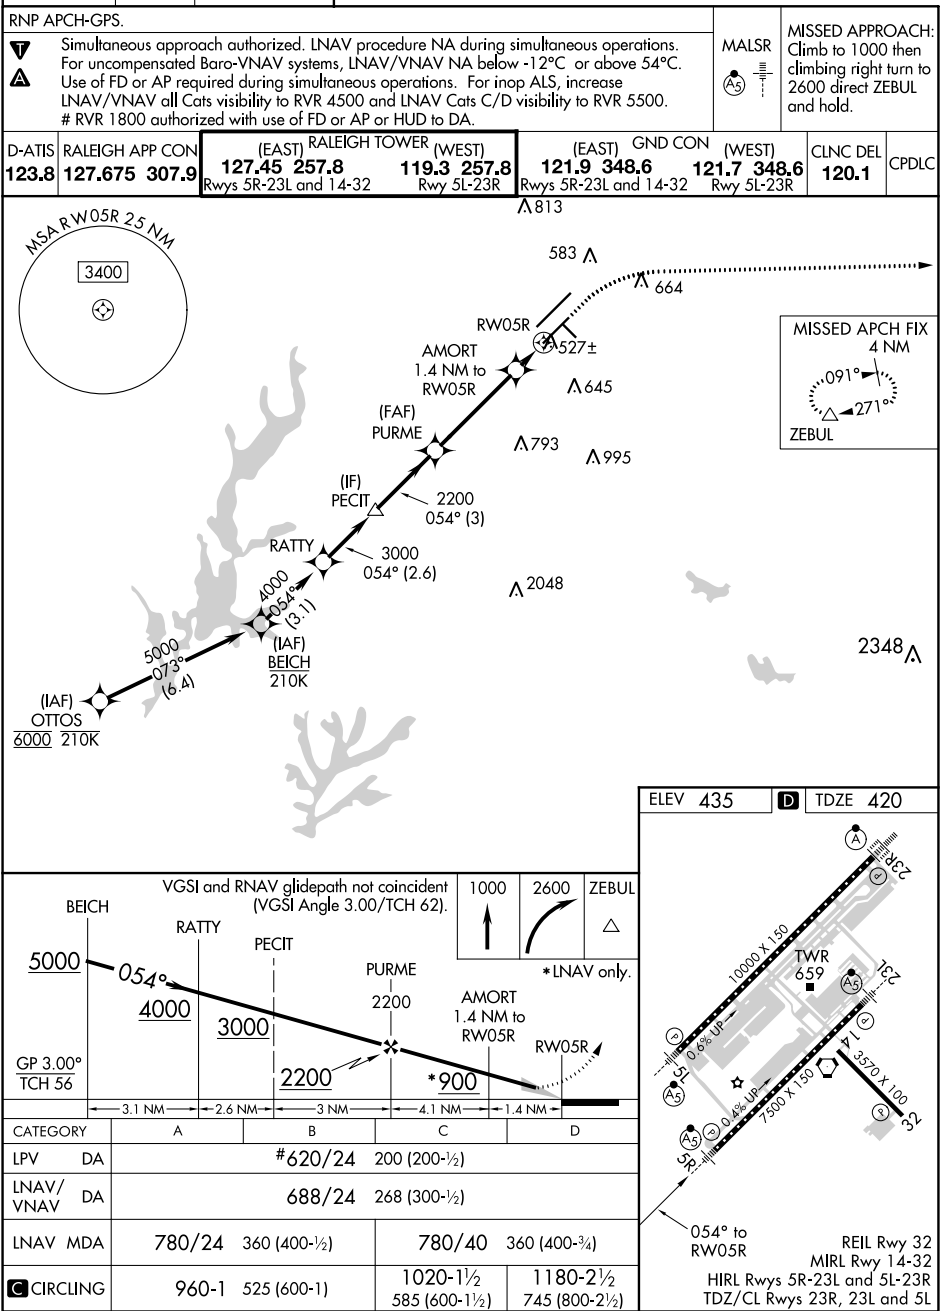 RNP APCH-GPS.
T
Simultaneous approach authorized. LNAV procedure NA during simultaneous operations.
For uncompensated Baro-VNAV systems, LNAV/VNAV NA below -12°C or above 54°C.
A
Use of FD or AP required during simultaneous operations. For inop ALS, increase
LNAV/VNAV all Cats visibility to RVR 4500 and LNAV Cats C/D visibility to RVR 5500.
# RVR 1800 authorized with use of FD or AP or HUD to DA.
MALSR
A5
MISSED APPROACH:
Climb to 1000 then
climbing right turn to
2600 direct ZEBUL
and hold.
D-ATIS
123.8
RALEIGH APP CON
127.675 307.9
(EAST) RALEIGH TOWER (WEST)
127.45 257.8 119.3 257.8
Rwys 5R-23L and 14-32 Rwy 5L-23R
(EAST) GND CON (WEST)
121.9 348.6 121.7 348.6
Rwys 5R-23L and 14-32 Rwy 5L-23R
CLNC DEL
120.1
CPDLC
MSA RW05R 25 NM
3400
813
583
664
RW05R
527±
AMORT
1.4 NM to
RW05R
645
(FAF)
PURME
793
995
MISSED APCH FIX
4 NM
091°
271°
ZEBUL
(IF)
PECIT
2200
054° (3)
RATTY
3000
054° (2.6)
2048
4000
054°
(3.1)
(IAF)
BEICH
210K
5000
073°
(6.4)
2348
(IAF)
OTTOS
6000 210K
ELEV 435 D TDZE 420
A
P
23R
10000 X 150
TWR
659
A5
23L
P
0.6% UP
P
5L
A5
14
3570 X 100
0.4% UP
7500 X 150
P
32
A5
P
5R
054° to
RW05R
REIL Rwy 32
MIRL Rwy 14-32
HIRL Rwys 5R-23L and 5L-23R
TDZ/CL Rwys 23R, 23L and 5L
VGSI and RNAV glidepath not coincident
(VGSI Angle 3.00/TCH 62).
1000 2600 ZEBUL
*LNAV only.
BEICH
RATTY
PECIT
PURME
2200
AMORT
1.4 NM to
RW05R
RW05R
5000
054°
4000
3000
2200
*900
GP 3.00°
TCH 56
3.1 NM 2.6 NM 3 NM 4.1 NM 1.4 NM
CATEGORY A B C D
LPV DA #620/24 200 (200-½)
LNAV/
VNAV DA 688/24 268 (300-½)
LNAV MDA 780/24 360 (400-½) 780/40 360 (400-¾)
C CIRCLING 960-1 525 (600-1) 1020-1½ 1180-2½
585 (600-1½) 745 (800-2½)